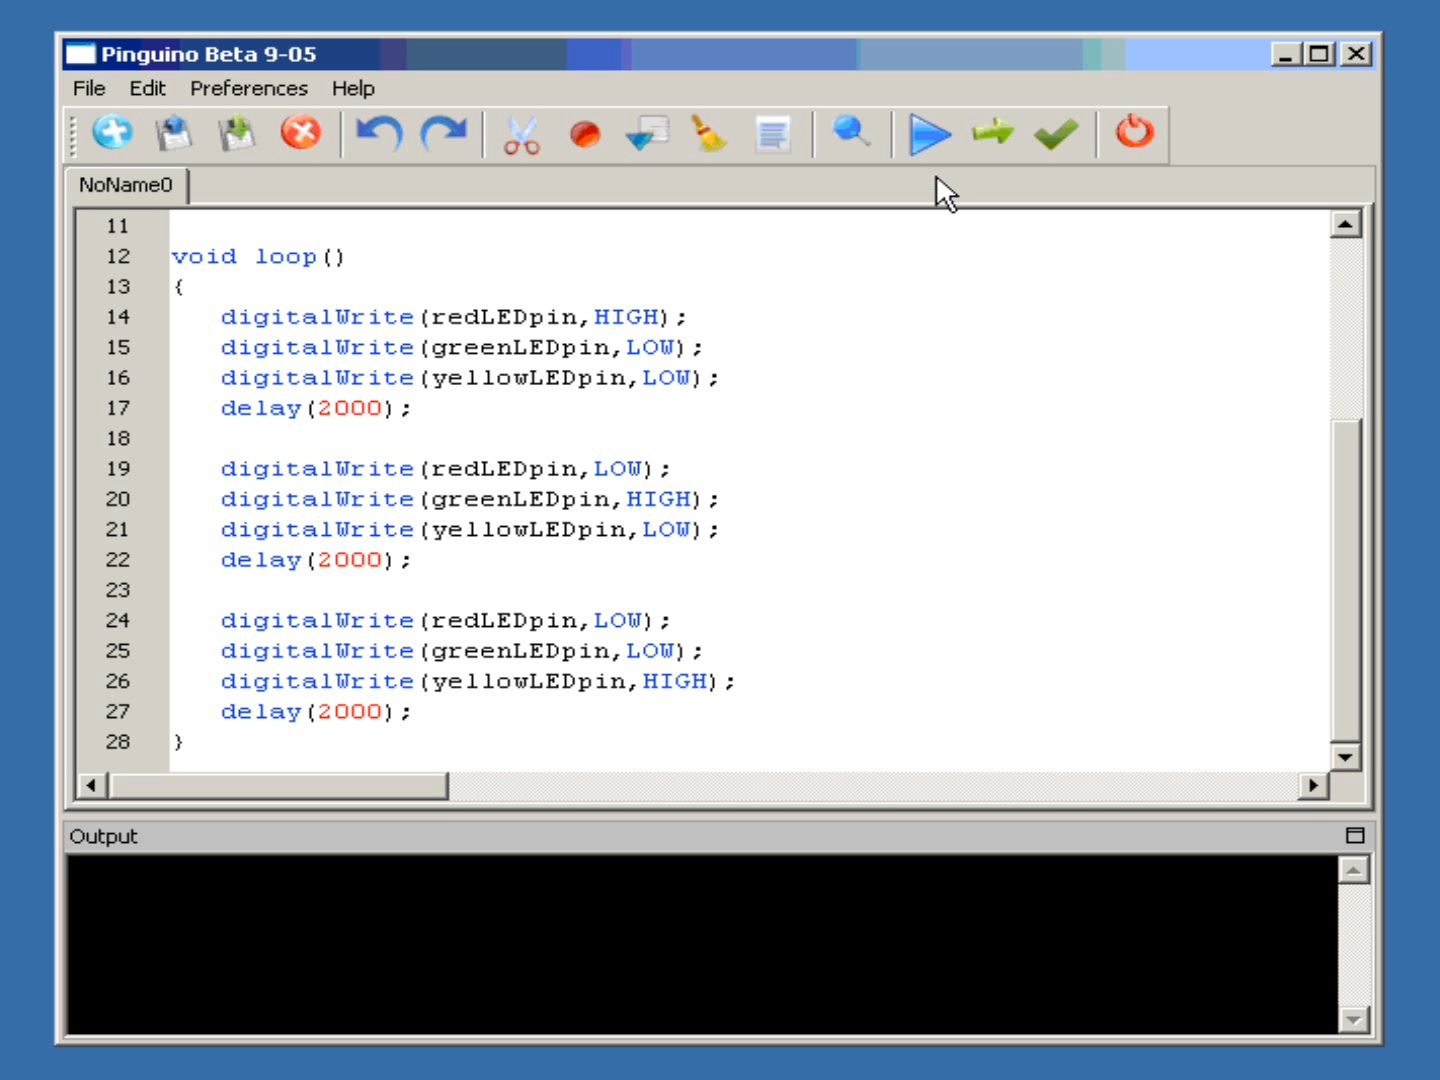 Pinguino Beta 9-05
File Edit Preferences Help
NoName0
11
12 void loop()
13 {
14 digitalWrite(redLEDpin,HIGH);
15 digitalWrite(greenLEDpin,LOW);
16 digitalWrite(yellowLEDpin,LOW);
17 delay(2000);
18
19 digitalWrite(redLEDpin,LOW);
20 digitalWrite(greenLEDpin,HIGH);
21 digitalWrite(yellowLEDpin,LOW);
22 delay(2000);
23
24 digitalWrite(redLEDpin,LOW);
25 digitalWrite(greenLEDpin,LOW);
26 digitalWrite(yellowLEDpin,HIGH);
27 delay(2000);
28 }
Output